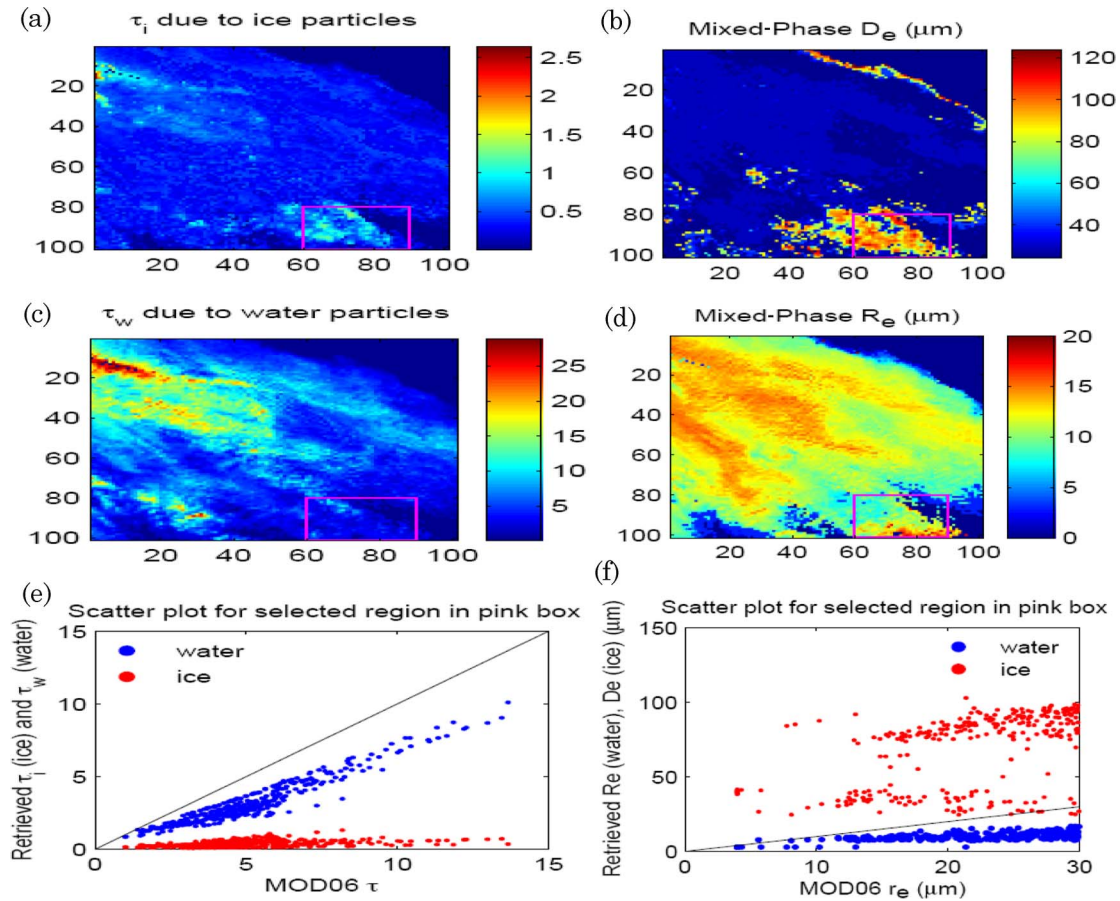 (a)
τi due to ice particles
20
40
60
80
100
20 40 60 80 100
2.5
2
1.5
1
0.5
(b)
Mixed-Phase De (μm)
20
40
60
80
100
20 40 60 80 100
120
100
80
60
40
(c)
τw due to water particles
20
40
60
80
100
20 40 60 80 100
25
20
15
10
5
(d)
Mixed-Phase Re (μm)
20
40
60
80
100
20 40 60 80 100
20
15
10
5
0
(e)
Scatter plot for selected region in pink box
Retrieved τi (ice) and τw (water)
15
10
5
0
water
ice
0 5 10 15
MOD06 τ
(f)
Scatter plot for selected region in pink box
Retrieved Re (water), De (ice) (μm)
150
100
50
0
water
ice
0 10 20 30
MOD06 re (μm)